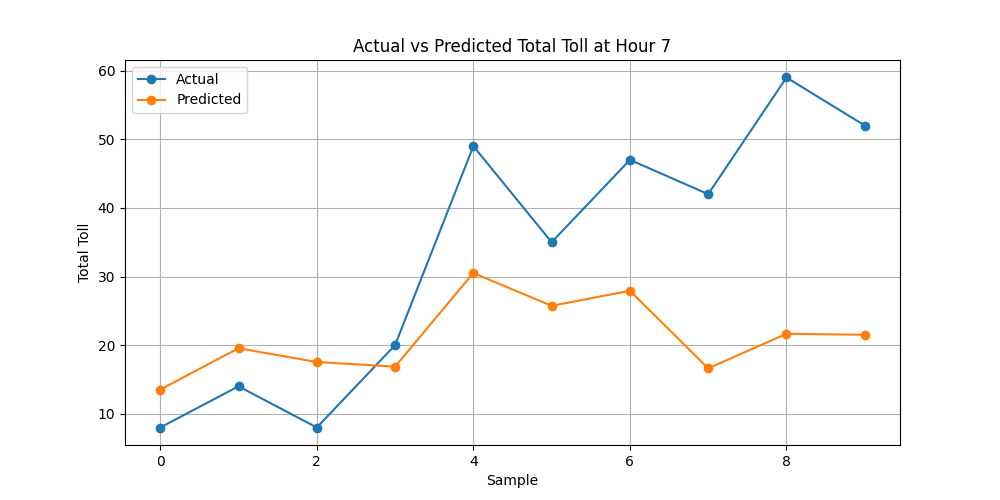 Actual vs Predicted Total Toll at Hour 7
Actual
Predicted
60
50
40
30
20
10
Total Toll
0 2 4 6 8
Sample